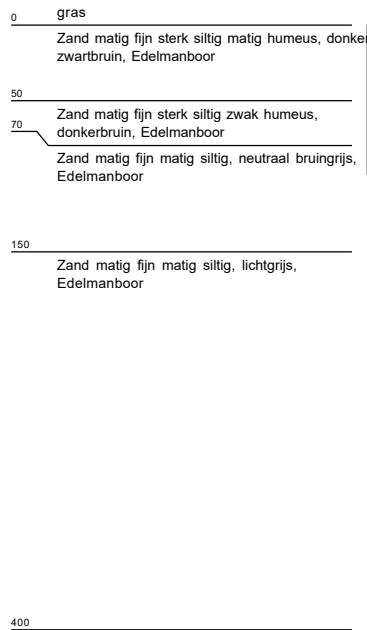 0 gras
Zand matig fijn sterk siltig matig humeus, donker
zwartbruin, Edelmanboor
50
Zand matig fijn sterk siltig zwak humeus,
70 donkerbruin, Edelmanboor
Zand matig fijn matig siltig, neutraal bruingrijs,
Edelmanboor
150
Zand matig fijn matig siltig, lichtgrijs,
Edelmanboor
400